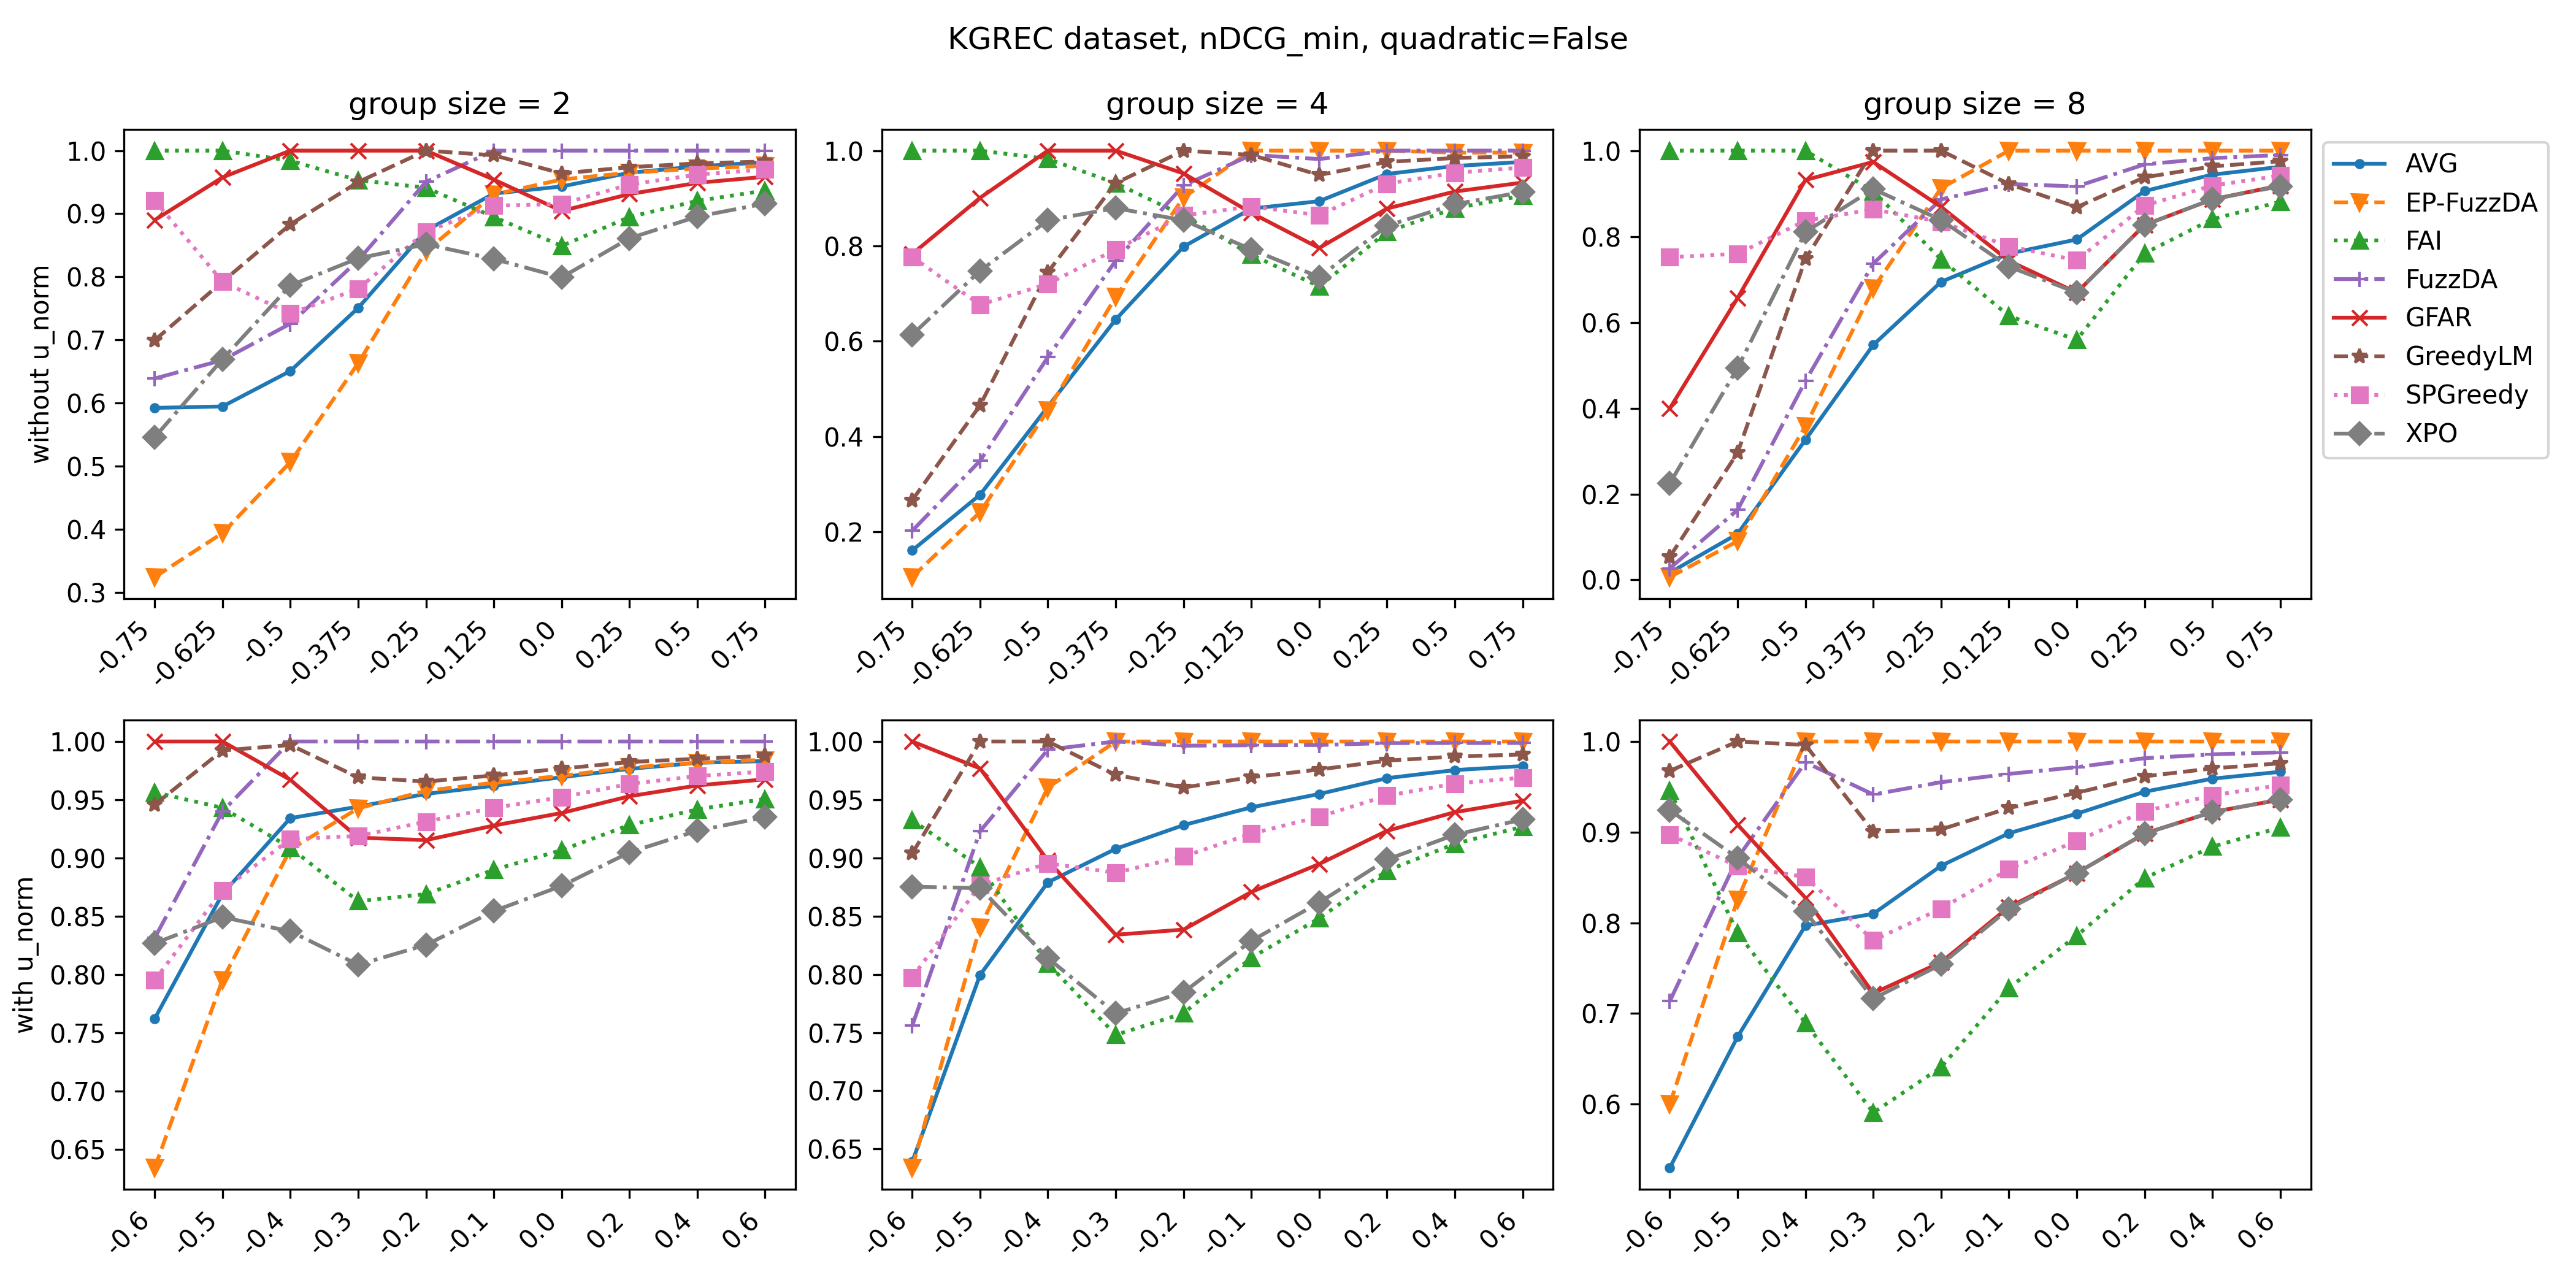 KGREC dataset, nDCG_min, quadratic=False
group size = 2
group size = 4
group size = 8
without u_norm
1.0
0.9
0.8
0.7
0.6
0.5
0.4
0.3
-0.75 -0.625 -0.5 -0.375 -0.25 -0.125 0.0 0.25 0.5 0.75
1.0
0.8
0.6
0.4
0.2
-0.75 -0.625 -0.5 -0.375 -0.25 -0.125 0.0 0.25 0.5 0.75
1.0
0.8
0.6
0.4
0.2
0.0
-0.75 -0.625 -0.5 -0.375 -0.25 -0.125 0.0 0.25 0.5 0.75
AVG
EP-FuzzDA
FAI
FuzzDA
GFAR
GreedyLM
SPGreedy
XPO
with u_norm
1.00
0.95
0.90
0.85
0.80
0.75
0.70
0.65
-0.6 -0.5 -0.4 -0.3 -0.2 -0.1 0.0 0.2 0.4 0.6
1.00
0.95
0.90
0.85
0.80
0.75
0.70
0.65
-0.6 -0.5 -0.4 -0.3 -0.2 -0.1 0.0 0.2 0.4 0.6
1.0
0.9
0.8
0.7
0.6
-0.6 -0.5 -0.4 -0.3 -0.2 -0.1 0.0 0.2 0.4 0.6